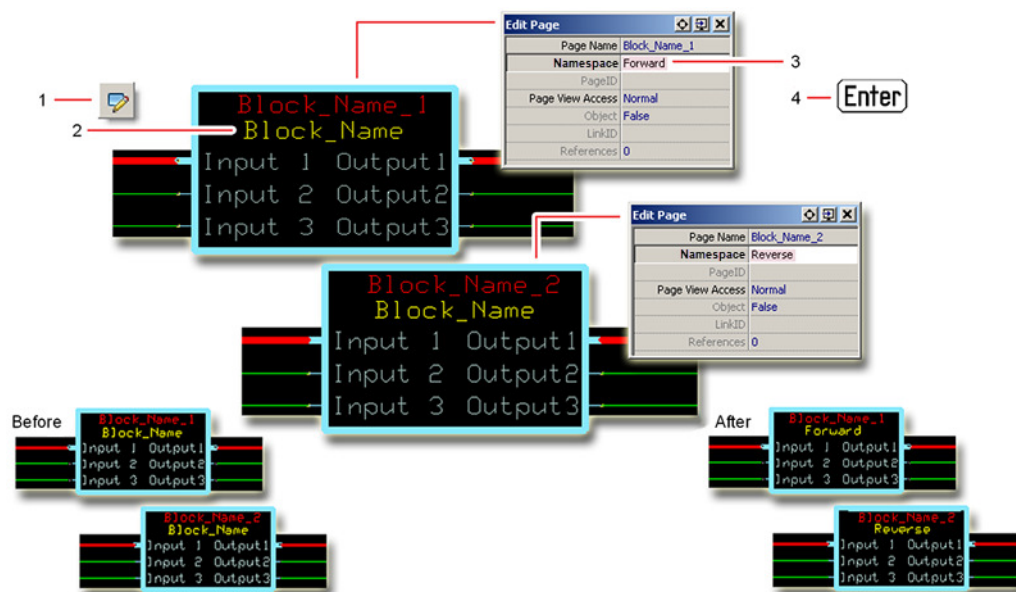 Edit Page
Page Name Block_Name_1
Namespace Forward
PageID
Page View Access Normal
Object False
LinkID
References 0
1
2
3
4
Enter
Block_Name_1
Block_Name
Input 1 Output1
Input 2 Output2
Input 3 Output3
Edit Page
Page Name Block_Name_2
Namespace Reverse
PageID
Page View Access Normal
Object False
LinkID
References 0
Block_Name_2
Block_Name
Input 1 Output1
Input 2 Output2
Input 3 Output3
Before
Block_Name_1
Block_Name
Input 1 Output1
Input 2 Output2
Input 3 Output3
Block_Name_2
Block_Name
Input 1 Output1
Input 2 Output2
Input 3 Output3
After
Block_Name_1
Forward
Input 1 Output1
Input 2 Output2
Input 3 Output3
Block_Name_2
Reverse
Input 1 Output1
Input 2 Output2
Input 3 Output3